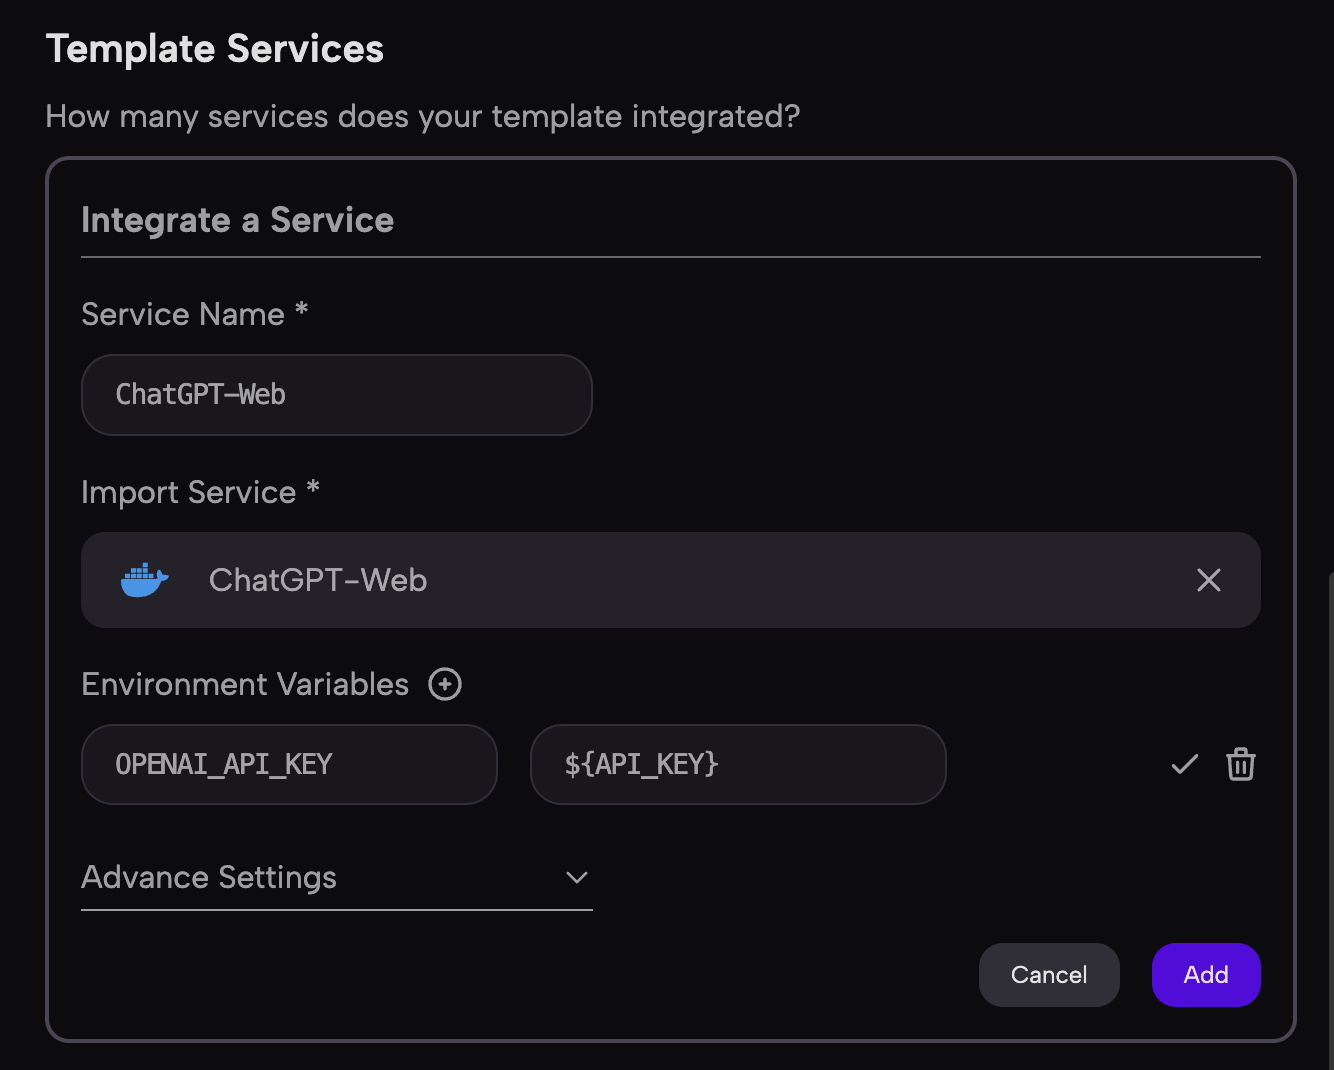 Template Services
How many services does your template integrated?
Integrate a Service
Service Name *
ChatGPT-Web
Import Service *
ChatGPT-Web
Environment Variables
OPENAI_API_KEY ${API_KEY}
Advance Settings
Cancel Add